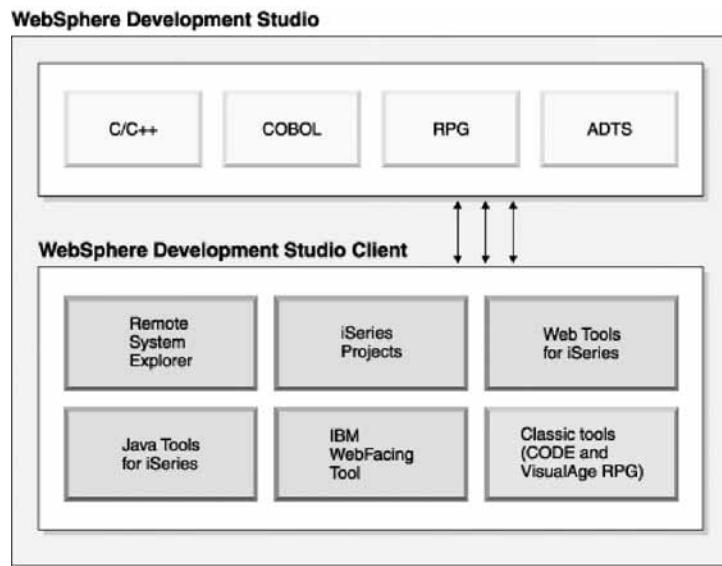 WebSphere Development Studio
C/C++
COBOL
RPG
ADTS
WebSphere Development Studio Client
Remote
System
Explorer
iSeries
Projects
Web Tools
for iSeries
Java Tools
for iSeries
IBM
WebFacing
Tool
Classic tools
(CODE and
VisualAge RPG)